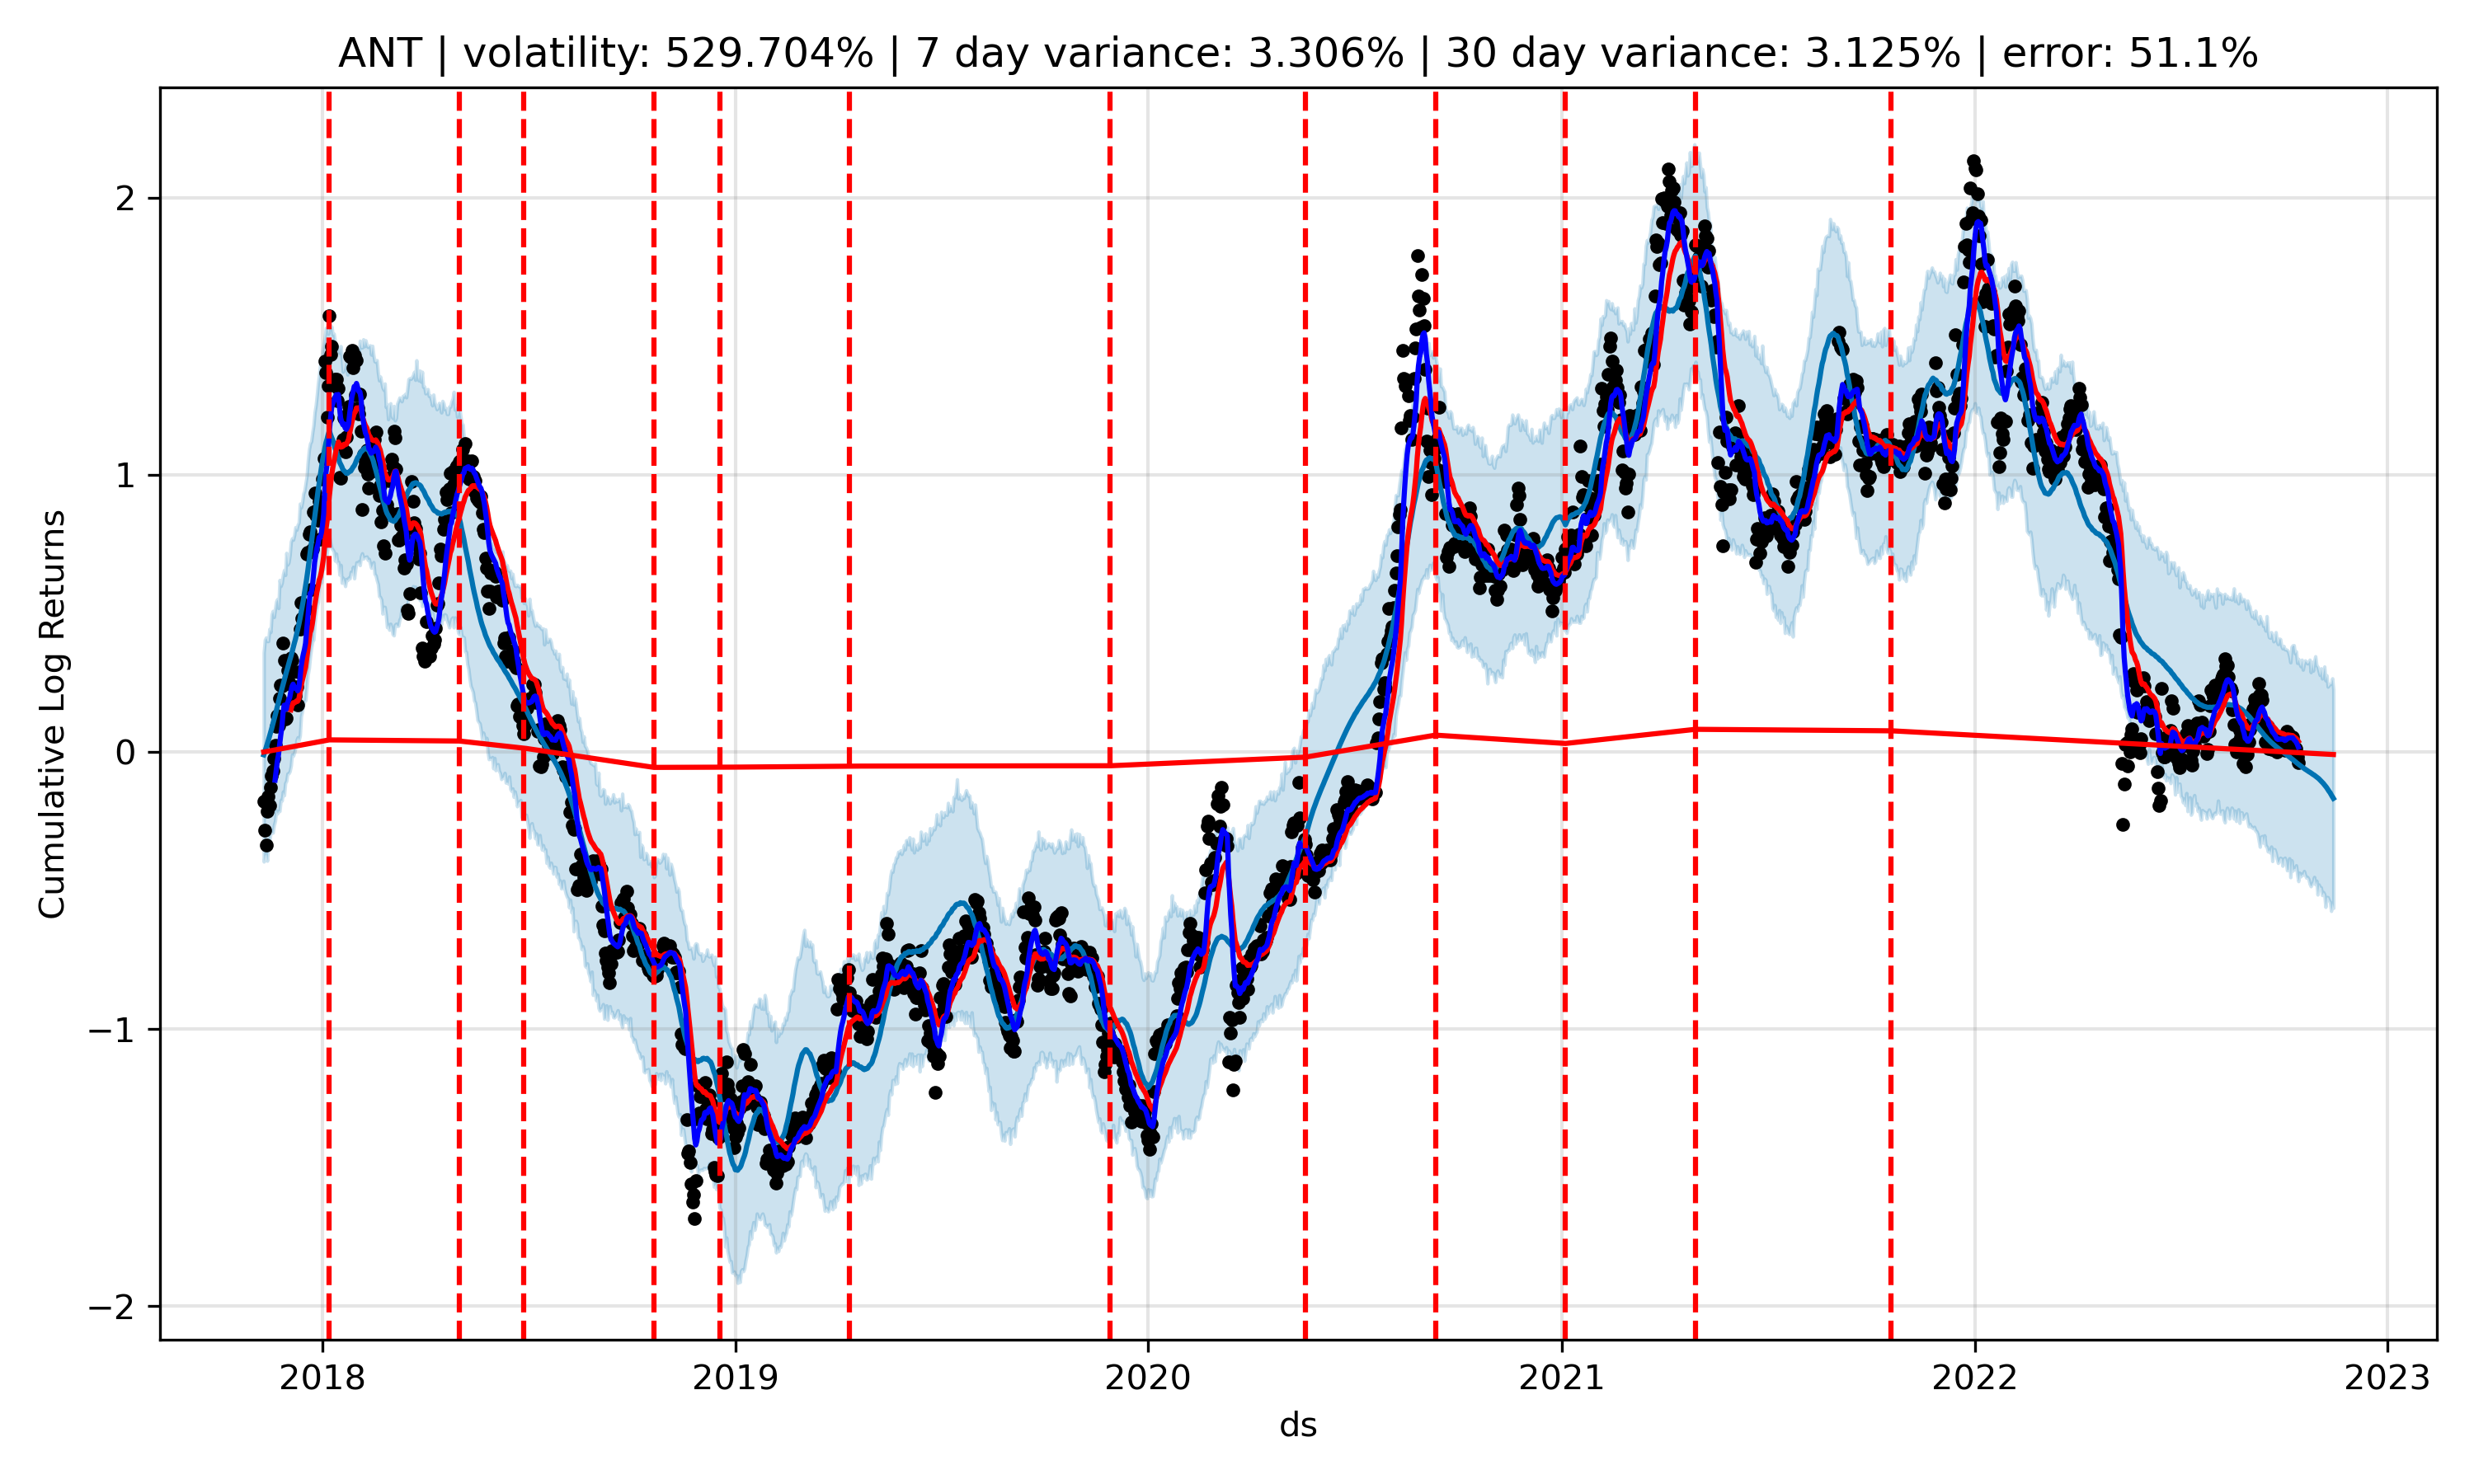 ANT | volatility: 529.704% | 7 day variance: 3.306% | 30 day variance: 3.125% | error: 51.1%
Cumulative Log Returns
2
1
0
−1
−2
2018 2019 2020 2021 2022 2023
ds